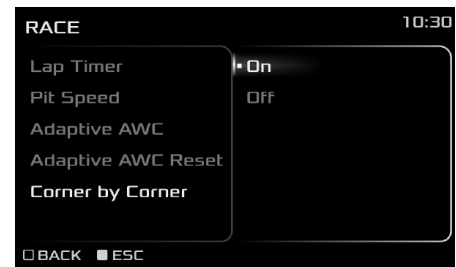 RACE 10:30
Lap Timer On
Pit Speed Off
Adaptive AWC
Adaptive AWC Reset
Corner by Corner
BACK ESC